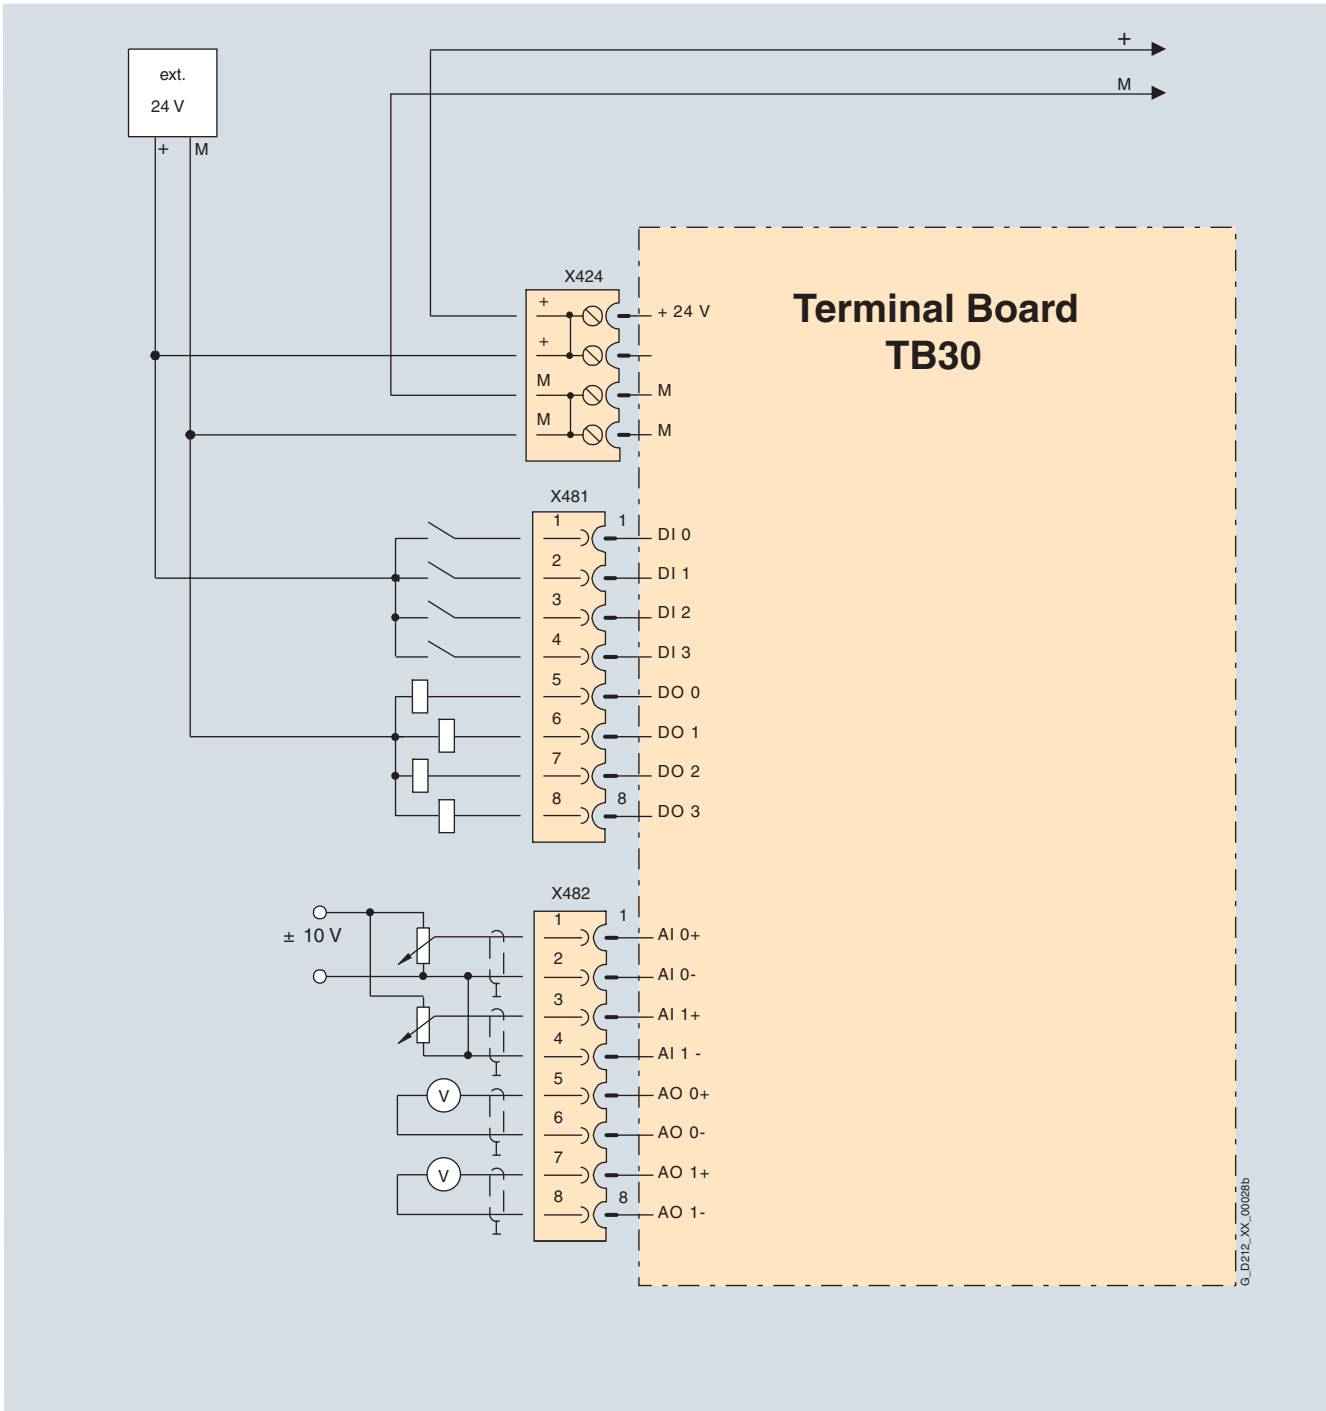 +
M
ext.
24 V
+ M
X424
+
+
M
M
+ 24 V
M
M
Terminal Board
TB30
X481
1 1 DI 0
2 DI 1
3 DI 2
4 DI 3
5 DO 0
6 DO 1
7 DO 2
8 8 DO 3
X482
± 10 V
1 1 AI 0+
2 AI 0-
3 AI 1+
4 AI 1 -
V 5 AO 0+
6 AO 0-
V 7 AO 1+
8 8 AO 1-
G_D212_XX_00028b